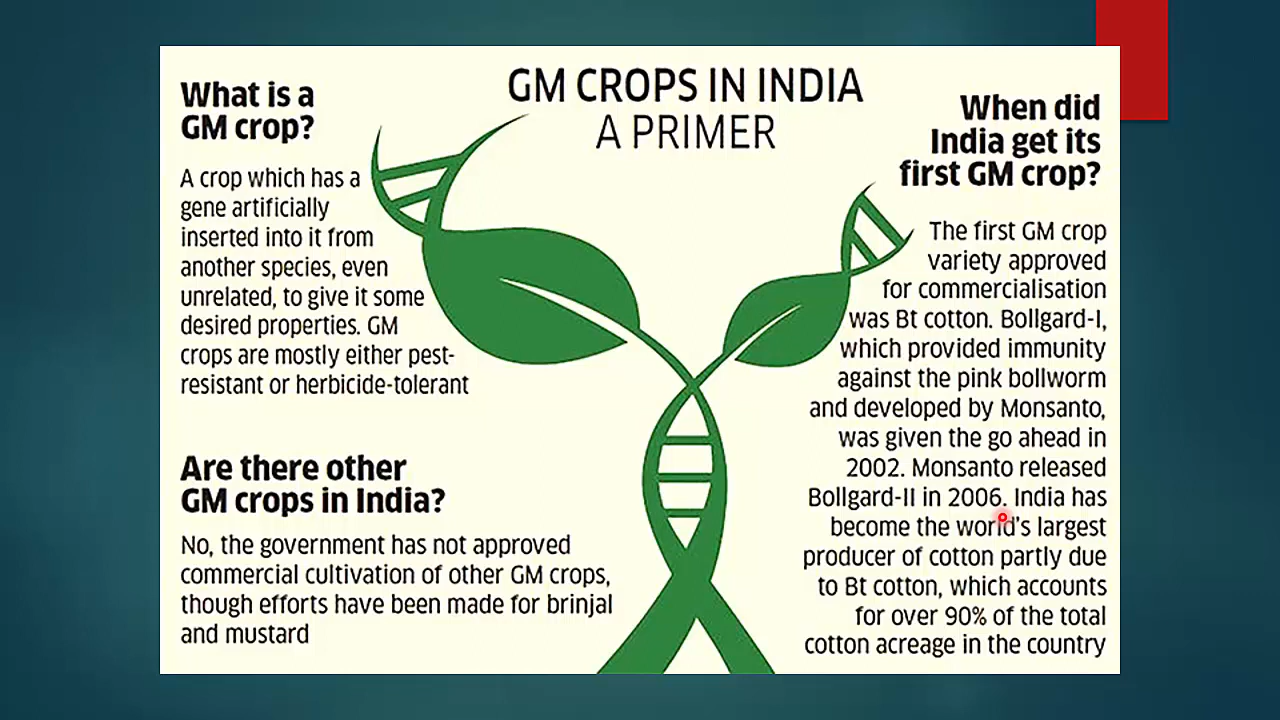 GM CROPS IN INDIA
A PRIMER
What is a
GM crop?
A crop which has a
gene artificially
inserted into it from
another species, even
unrelated, to give it some
desired properties. GM
crops are mostly either pest-
resistant or herbicide-tolerant
Are there other
GM crops in India?
No, the government has not approved
commercial cultivation of other GM crops,
though efforts have been made for brinjal
and mustard
When did
India get its
first GM crop?
The first GM crop
variety approved
for commercialisation
was Bt cotton. Bollgard-I,
which provided immunity
against the pink bollworm
and developed by Monsanto,
was given the go ahead in
2002. Monsanto released
Bollgard-II in 2006. India has
become the world's largest
producer of cotton partly due
to Bt cotton, which accounts
for over 90% of the total
cotton acreage in the country